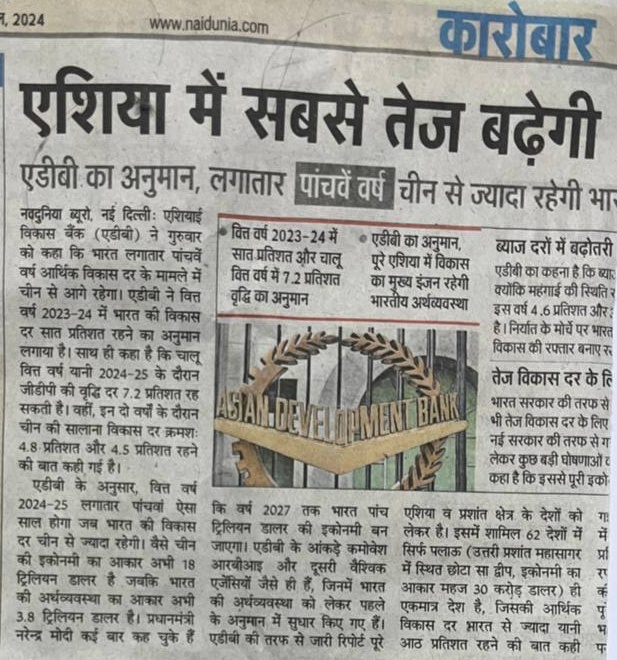 , 2024
www.naidunia.com
कारोबार
एशिया में सबसे तेज बढ़ेगी
एडीबी का अनुमान, लगातार पांचवें वर्ष चीन से ज्यादा रहेगी
नवदुनिया ब्यूरो, नई दिल्ली: एशियाई
विकास बैंक (एडीबी) ने गुरुवार
को कहा कि भारत लगातार पांचवें
वर्ष आर्थिक विकास दर के मामले में
चीन से आगे रहेगा। एडीबी ने वित्त
वर्ष 2023-24 में भारत की विकास
दर सात प्रतिशत रहने का अनुमान
लगाया है। साथ ही कहा है कि चालू
वित्त वर्ष यानी 2024-25 के दौरान
जीडीपी की वृद्धि दर 7.2 प्रतिशत रह
सकती है। वहीं, इन दो वर्षों के दौरान
चीन की सालाना विकास दर क्रमश:
4.8 प्रतिशत और 4.5 प्रतिशत रहने
की बात कही गई है।
एडीबी के अनुसार, वित्त वर्ष
2024-25 लगातार पांचवां ऐसा
साल होगा जब भारत की विकास
दर चीन से ज्यादा रहेगी। वैसे चीन
की इकोनमी का आकार अभी 18
ट्रिलियन डालर है जबकि भारत
की अर्थव्यवस्था का आकार अभी
3.8 ट्रिलियन डालर है। प्रधानमंत्री
नरेन्द्र मोदी कई बार कह चुके हैं
• वित्त वर्ष 2023-24 में
सात प्रतिशत और चालू
वित्त वर्ष में 7.2 प्रतिशत
वृद्धि का अनुमान
• एडीबी का अनुमान,
पूरे एशिया में विकास
का मुख्य इंजन रहेगी
भारतीय अर्थव्यवस्था
ASIAN DEVELOPMENT BANK
कि वर्ष 2027 तक भारत पांच
ट्रिलियन डालर की इकोनमी बन
जाएगा। एडीबी के आंकड़े कमोवेश
आरबीआइ और दूसरी वैश्विक
एजेंसियों जैसे ही हैं, जिनमें भारत
की अर्थव्यवस्था को लेकर पहले
के अनुमान में सुधार किए गए हैं।
एडीबी की तरफ से जारी रिपोर्ट पूरे
एशिया व प्रशांत क्षेत्र के देशों को
लेकर है। इसमें शामिल 62 देशों में
सिर्फ पलाऊ (उत्तरी प्रशांत महासागर
में स्थित छोटा सा द्वीप, इकोनमी का
आकार महज 30 करोड़ डालर) ही
एकमात्र देश है, जिसकी आर्थिक
विकास दर भारत से ज्यादा यानी
आठ प्रतिशत रहने की बात कही
ब्याज दरों में बढ़ोतरी
एडीबी का कहना है कि
क्योंकि महंगाई की स्थिति
इस वर्ष 4.6 प्रतिशत और
है। निर्यात के मोर्चे पर भारत
विकास की रफ्तार बनाए
तेज विकास दर के
भारत सरकार की तरफ से
भी तेज विकास दर के लिए
नई सरकार की तरफ से
लेकर कुछ बड़ी घोषणाओं
कहा है कि इससे पूरी